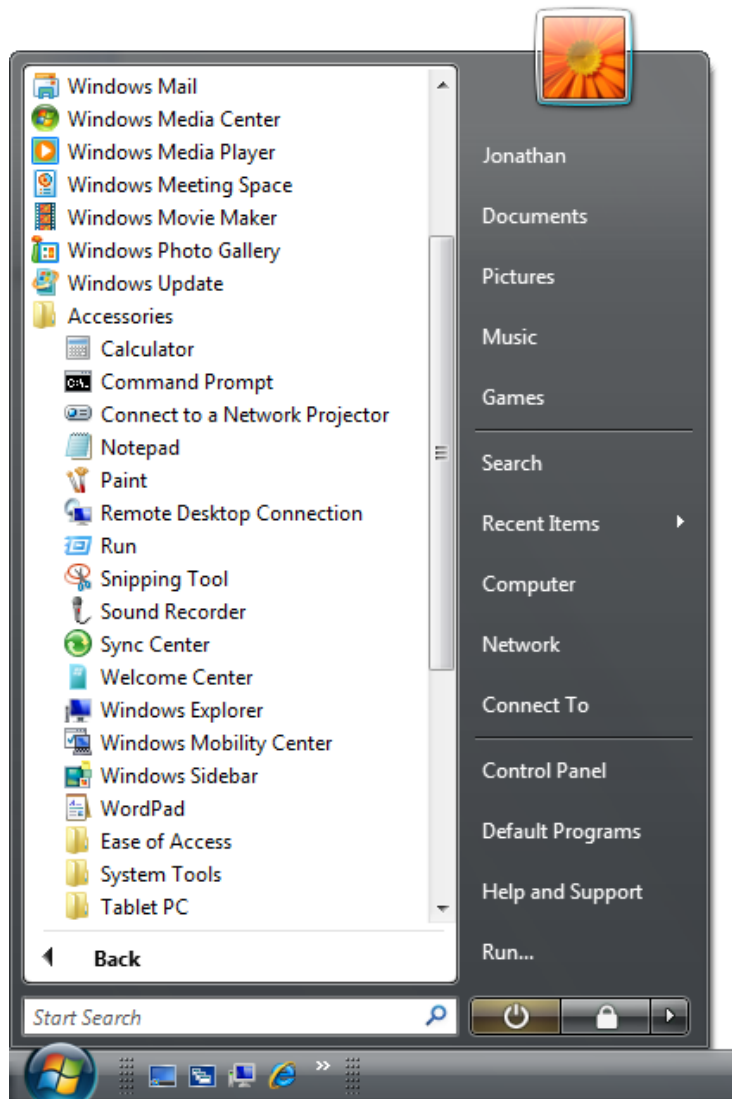 Windows Mail
Windows Media Center
Windows Media Player
Windows Meeting Space
Windows Movie Maker
Windows Photo Gallery
Windows Update
Accessories
Calculator
Command Prompt
Connect to a Network Projector
Notepad
Paint
Remote Desktop Connection
Run
Snipping Tool
Sound Recorder
Sync Center
Welcome Center
Windows Explorer
Windows Mobility Center
Windows Sidebar
WordPad
Ease of Access
System Tools
Tablet PC
Back
Start Search
Jonathan
Documents
Pictures
Music
Games
Search
Recent Items
Computer
Network
Connect To
Control Panel
Default Programs
Help and Support
Run...